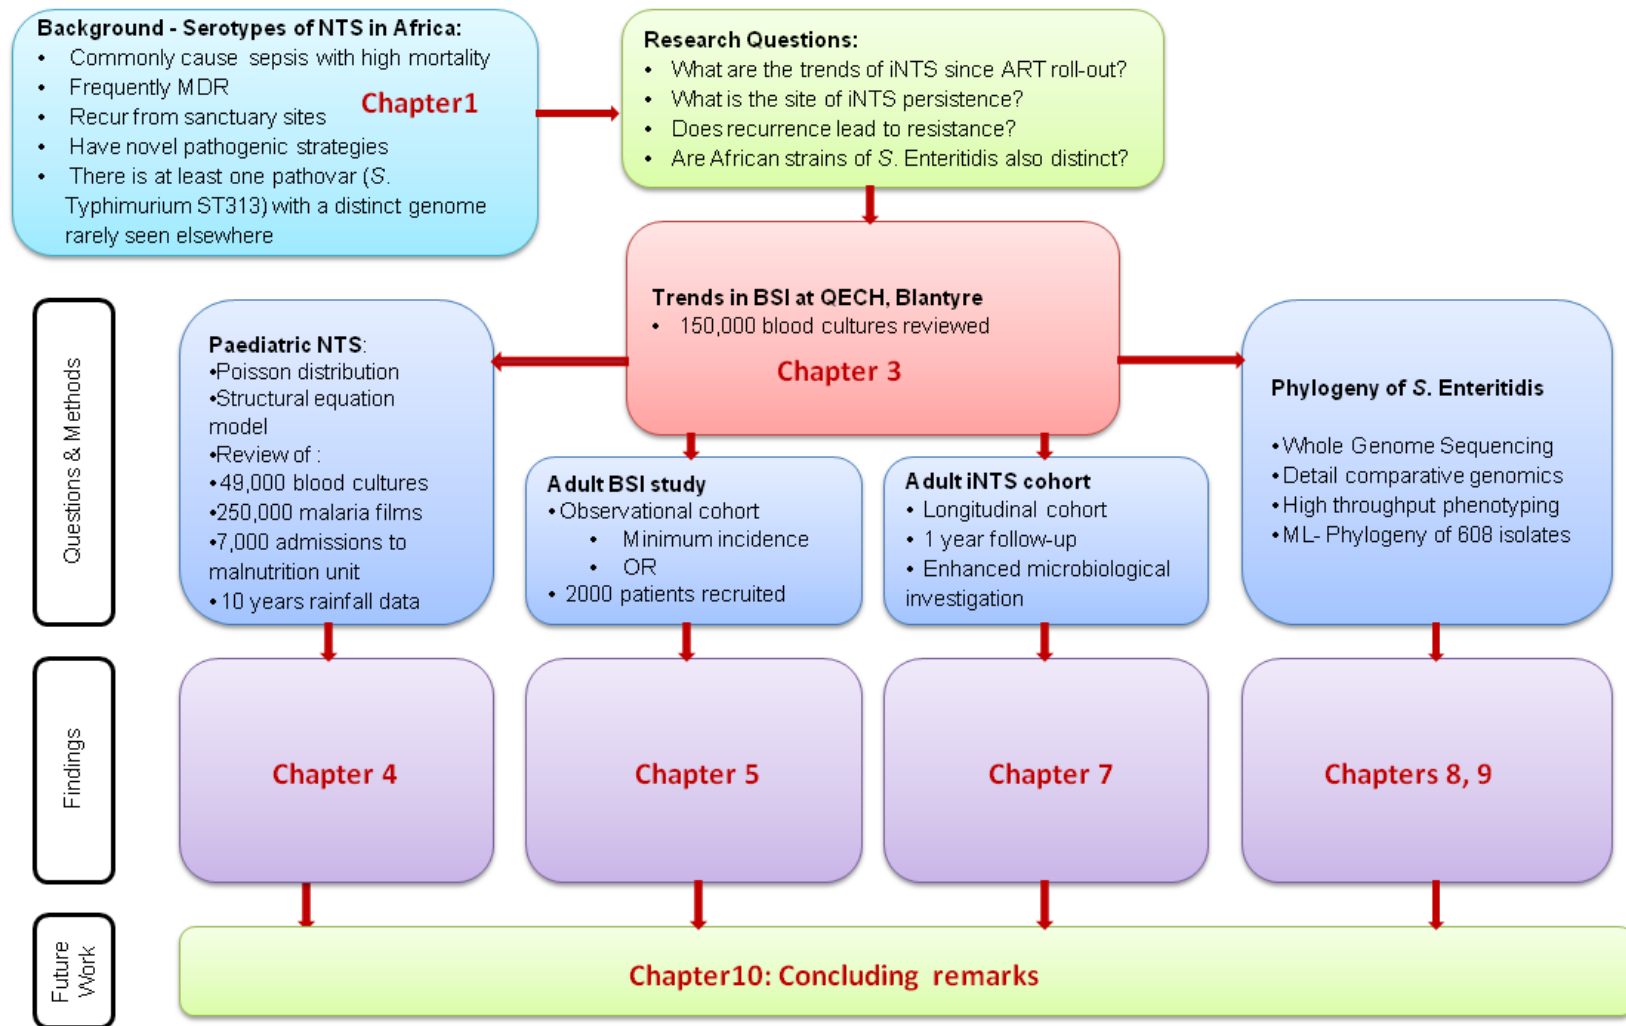 Background - Serotypes of NTS in Africa:
• Commonly cause sepsis with high mortality
• Frequently MDR
• Recur from sanctuary sites
• Have novel pathogenic strategies
• There is at least one pathovar (S.
Typhimurium ST313) with a distinct genome
rarely seen elsewhere
Chapter1
Research Questions:
• What are the trends of iNTS since ART roll-out?
• What is the site of iNTS persistence?
• Does recurrence lead to resistance?
• Are African strains of S. Enteritidis also distinct?
Trends in BSI at QECH, Blantyre
• 150,000 blood cultures reviewed
Chapter 3
Questions & Methods
Paediatric NTS:
•Poisson distribution
•Structural equation
model
•Review of :
•49,000 blood cultures
•250,000 malaria films
•7,000 admissions to
malnutrition unit
•10 years rainfall data
Adult BSI study
•Observational cohort
• Minimum incidence
• OR
• 2000 patients recruited
Adult iNTS cohort
• Longitudinal cohort
• 1 year follow-up
• Enhanced microbiological
investigation
Phylogeny of S. Enteritidis
•Whole Genome Sequencing
•Detail comparative genomics
•High throughput phenotyping
•ML- Phylogeny of 608 isolates
Findings
Chapter 4
Chapter 5
Chapter 7
Chapters 8, 9
Future
Work
Chapter10: Concluding remarks